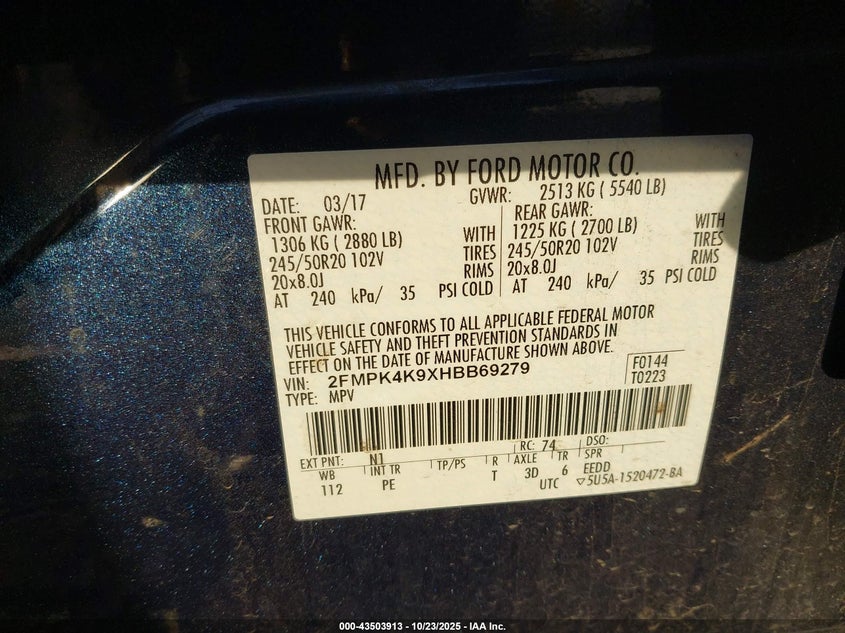 MFD. BY FORD MOTOR CO.
DATE: 03/17 GVWR: 2513 KG ( 5540 LB)
FRONT GAWR: REAR GAWR:
1306 KG ( 2880 LB) WITH 1225 KG ( 2700 LB) WITH
245/50R20 102V TIRES 245/50R20 102V TIRES
20x8.0J RIMS 20x8.0J RIMS
AT 240 kPa/ 35 PSI COLD AT 240 kPa/ 35 PSI COLD
THIS VEHICLE CONFORMS TO ALL APPLICABLE FEDERAL MOTOR
VEHICLE SAFETY AND THEFT PREVENTION STANDARDS IN
EFFECT ON THE DATE OF MANUFACTURE SHOWN ABOVE.
VIN: 2FMPK4K9XHBB69279 F0144
TYPE: MPV T0223
EXT PNT: N1 RC: 74 DSO:
WB INT TR TP/PS R AXLE TR SPR
112 PE T 3D 6 EEDD
UTC ▽5U5A-1520472-BA
000-43503913 - 10/23/2025 - IAA Inc.